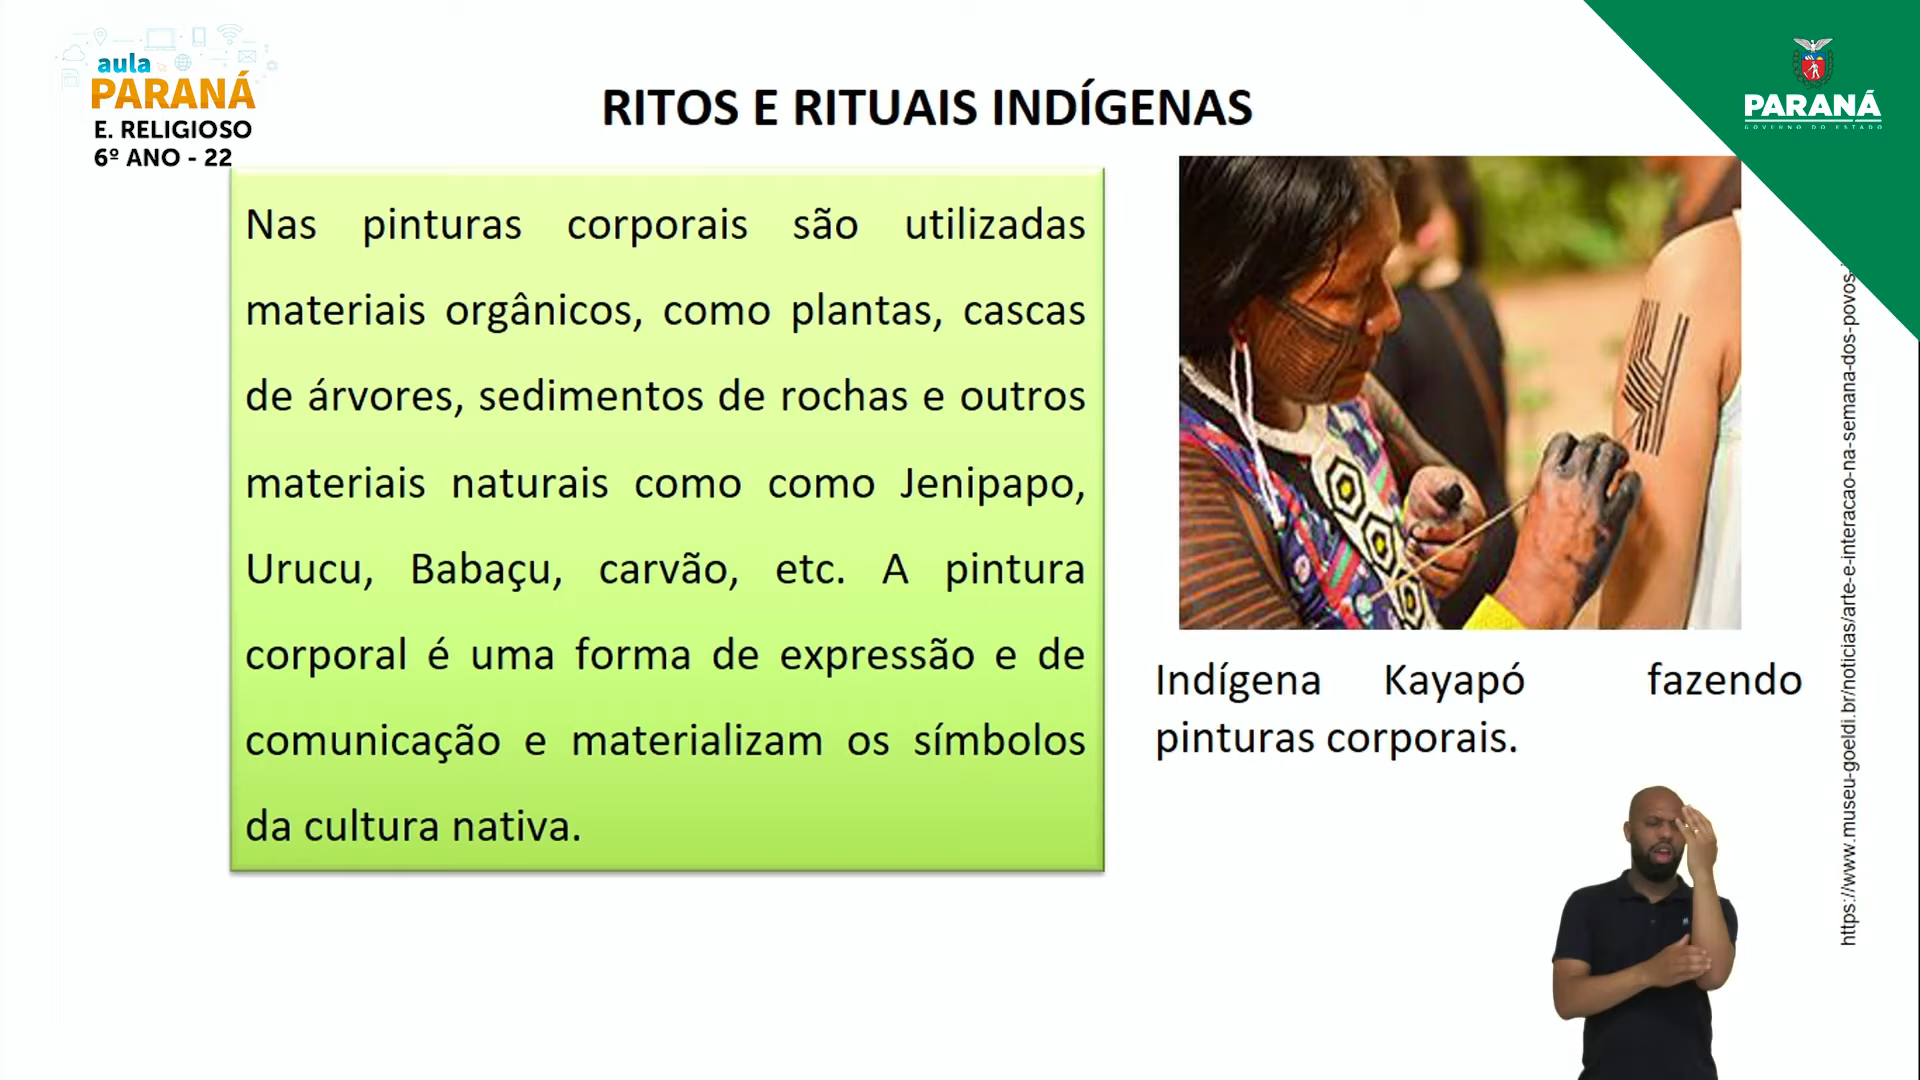 aula
PARANÁ
E. RELIGIOSO
6º ANO - 22
RITOS E RITUAIS INDÍGENAS
PARANÁ
GOVERNO DO ESTADO
Nas pinturas corporais são utilizadas
materiais orgânicos, como plantas, cascas
de árvores, sedimentos de rochas e outros
materiais naturais como como Jenipapo,
Urucu, Babaçu, carvão, etc. A pintura
corporal é uma forma de expressão e de
comunicação e materializam os símbolos
da cultura nativa.
Indígena Kayapó fazendo
pinturas corporais.
https://www.museu-goeldi.br/noticias/arte-e-interacao-na-semana-dos-povos-